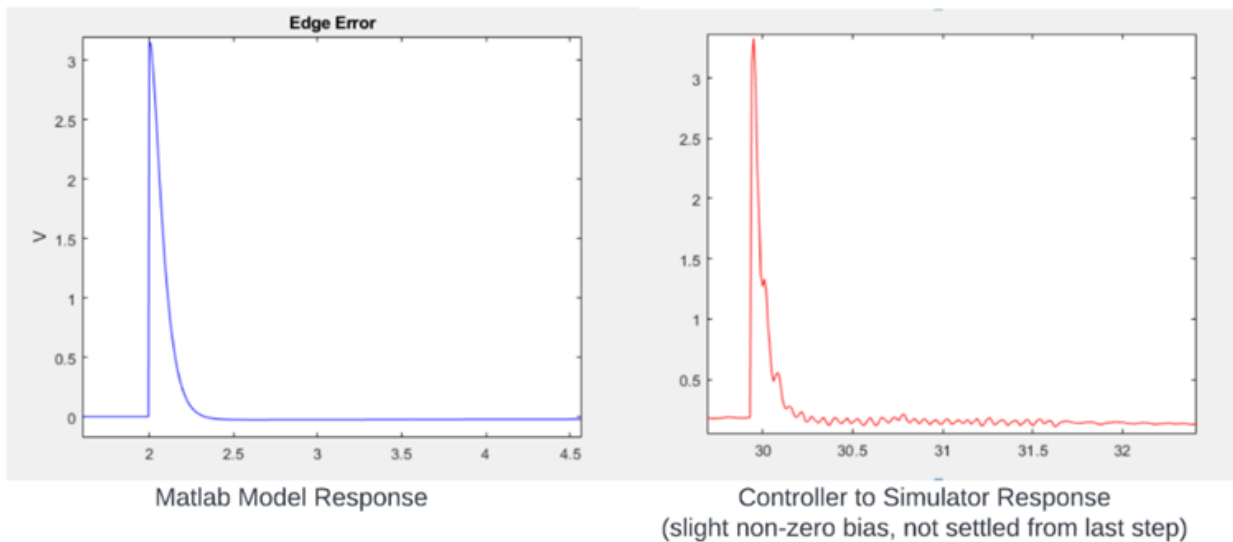 Edge Error
3
2.5
2
1.5
1
0.5
0
V
2 2.5 3 3.5 4 4.5
Matlab Model Response
3
2.5
2
1.5
1
0.5
30 30.5 31 31.5 32
Controller to Simulator Response
(slight non-zero bias, not settled from last step)